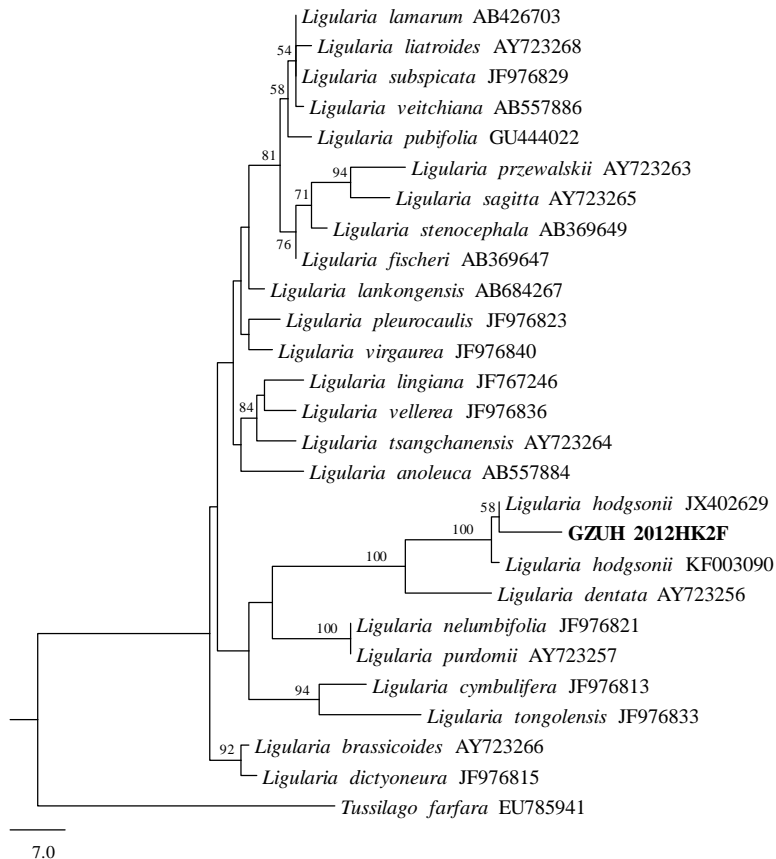 Ligularia lamarum AB426703
Ligularia liatroides AY723268
54
Ligularia subspicata JF976829
58
Ligularia veitchiana AB557886
Ligularia pubifolia GU444022
81
Ligularia przewalskii AY723263
94
Ligularia sagitta AY723265
71
Ligularia stenocephala AB369649
76
Ligularia fischeri AB369647
Ligularia lankongensis AB684267
Ligularia pleurocaulis JF976823
Ligularia virgaurea JF976840
Ligularia lingiana JF767246
84
Ligularia vellerea JF976836
Ligularia tsangchanensis AY723264
Ligularia anoleuca AB557884
Ligularia hodgsonii JX402629
58
GZUH 2012HK2F
100
Ligularia hodgsonii KF003090
100
Ligularia dentata AY723256
Ligularia nelumbifolia JF976821
100
Ligularia purdomii AY723257
Ligularia cymbulifera JF976813
94
Ligularia tongolensis JF976833
Ligularia brassicoides AY723266
92
Ligularia dictyoneura JF976815
Tussilago farfara EU785941
7.0